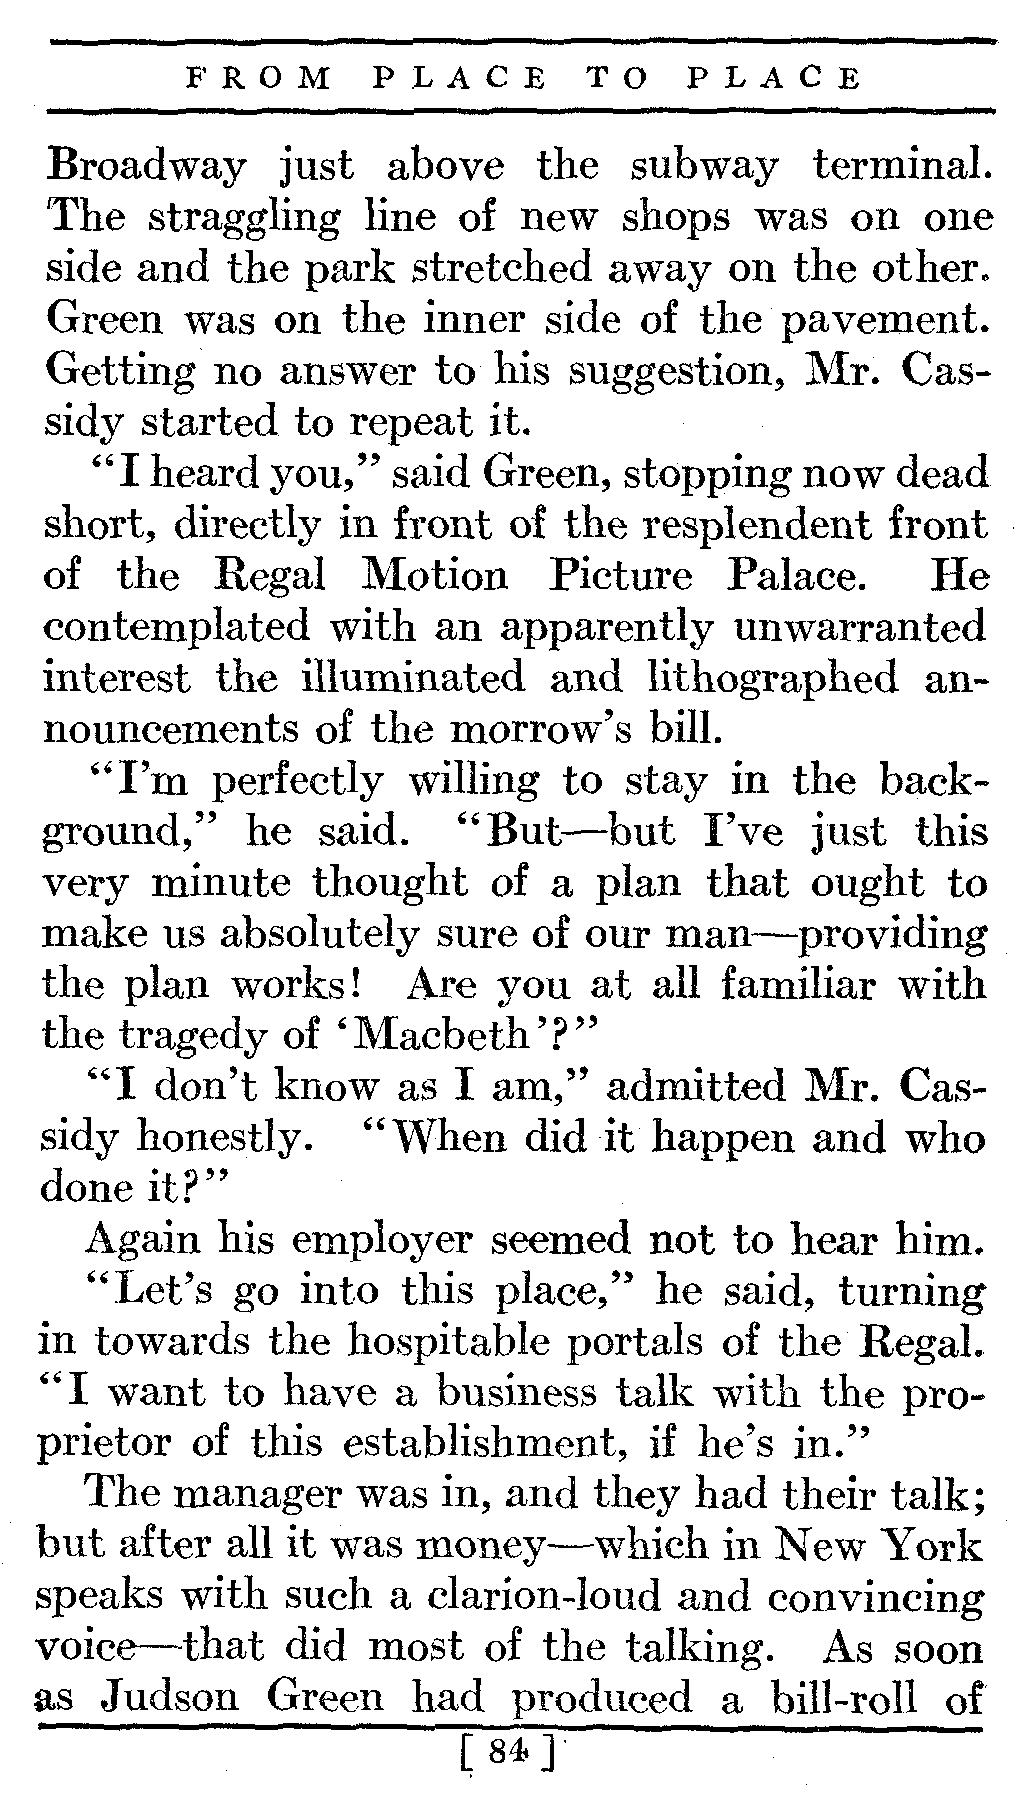 FROM PLACE TO PLACE
Broadway just above the subway terminal.
The straggling line of new shops was on one
side and the park stretched away on the other.
Green was on the inner side of the pavement.
Getting no answer to his suggestion, Mr. Cas-
sidy started to repeat it.
“I heard you,” said Green, stopping now dead
short, directly in front of the resplendent front
of the Regal Motion Picture Palace. He
contemplated with an apparently unwarranted
interest the illuminated and lithographed an-
nouncements of the morrow’s bill.
“I’m perfectly willing to stay in the back-
ground,” he said. “But—but I’ve just this
very minute thought of a plan that ought to
make us absolutely sure of our man—providing
the plan works! Are you at all familiar with
the tragedy of ‘Macbeth’?”
“I don’t know as I am,” admitted Mr. Cas-
sidy honestly. “When did it happen and who
done it?”
Again his employer seemed not to hear him.
“Let’s go into this place,” he said, turning
in towards the hospitable portals of the Regal.
“I want to have a business talk with the pro-
prietor of this establishment, if he’s in.”
The manager was in, and they had their talk;
but after all it was money—which in New York
speaks with such a clarion-loud and convincing
voice—that did most of the talking. As soon
as Judson Green had produced a bill-roll of
[ 84 ]